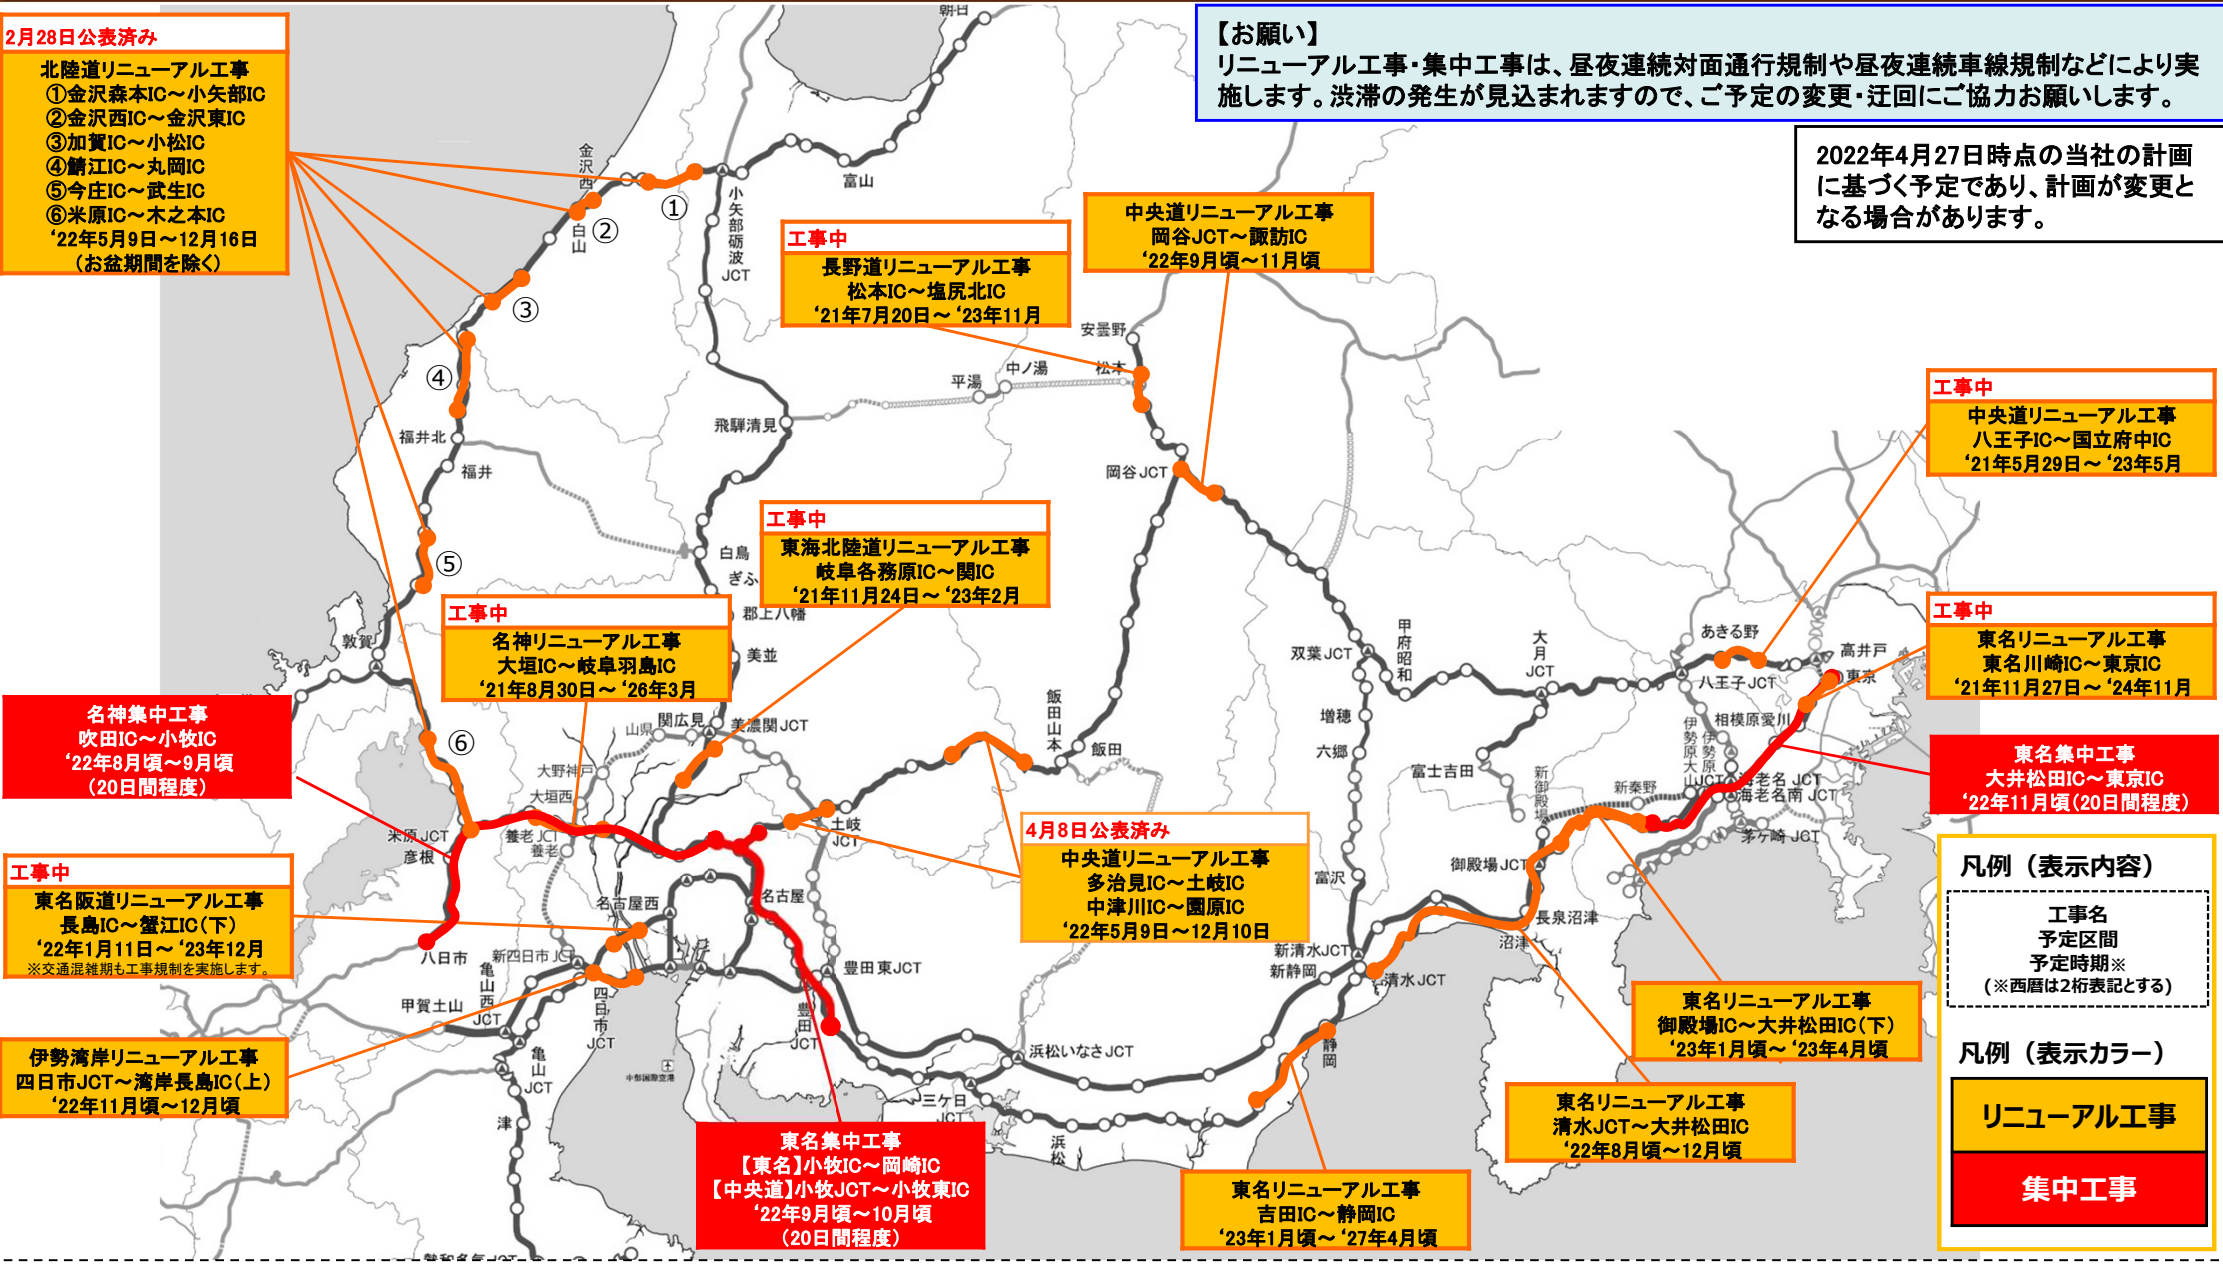 2月28日公表済み
北陸道リニューアル工事
①金沢森本IC～小矢部IC
②金沢西IC～金沢東IC
③加賀IC～小松IC
④鯖江IC～丸岡IC
⑤今庄IC～武生IC
⑥米原IC～木之本IC
‘22年5月9日～12月16日
(お盆期間を除く)
【お願い】
リニューアル工事・集中工事は、昼夜連続対面通行規制や昼夜連続車線規制などにより実
施します。渋滞の発生が見込まれますので、ご予定の変更・迂回にご協力お願いします。
2022年4月27日時点の当社の計画
に基づく予定であり、計画が変更と
なる場合があります。
朝日
金沢西
白山
①
②
③
④
⑤
⑥
小矢部砺波JCT
富山
工事中
長野道リニューアル工事
松本IC～塩尻北IC
‘21年7月20日～‘23年11月
中央道リニューアル工事
岡谷JCT～諏訪IC
‘22年9月頃～11月頃
安曇野
松本
中ノ湯
平湯
飛騨清見
岡谷JCT
福井北
福井
白鳥
ぎふ
郡上八幡
美並
敦賀
工事中
中央道リニューアル工事
八王子IC～国立府中IC
‘21年5月29日～‘23年5月
工事中
東海北陸道リニューアル工事
岐阜各務原IC～関IC
‘21年11月24日～‘23年2月
工事中
名神リニューアル工事
大垣IC～岐阜羽島IC
‘21年8月30日～‘26年3月
工事中
東名リニューアル工事
東名川崎IC～東京IC
‘21年11月27日～‘24年11月
名神集中工事
吹田IC～小牧IC
‘22年8月頃～9月頃
(20日間程度)
東名集中工事
大井松田IC～東京IC
‘22年11月頃(20日間程度)
双葉JCT
甲府昭和
大月JCT
あきる野
高井戸
八王子JCT
東京
相模原愛川
伊勢原大山
伊勢原JCT
海老名JCT
海老名南JCT
茅ヶ崎JCT
新秦野
新御殿場
御殿場JCT
富士吉田
増穂
六郷
富沢
飯田山本
飯田
関広見
山県
美濃関JCT
大野神戸
大垣西
養老JCT
養老
米原JCT
彦根
土岐JCT
名古屋
名古屋西
八日市
新四日市JCT
四日市JCT
亀山西JCT
甲賀土山
亀山JCT
津
中部国際空港
豊田東JCT
豊田JCT
浜松いなさJCT
三ケ日JCT
浜松
新清水JCT
新静岡
清水JCT
静岡
沼津
長泉沼津
工事中
東名阪道リニューアル工事
長島IC～蟹江IC(下)
‘22年1月11日～‘23年12月
※交通混雑期も工事規制を実施します。
4月8日公表済み
中央道リニューアル工事
多治見IC～土岐IC
中津川IC～園原IC
‘22年5月9日～12月10日
伊勢湾岸リニューアル工事
四日市JCT～湾岸長島IC(上)
‘22年11月頃～12月頃
東名集中工事
【東名】小牧IC～岡崎IC
【中央道】小牧JCT～小牧東IC
‘22年9月頃～10月頃
(20日間程度)
東名リニューアル工事
吉田IC～静岡IC
‘23年1月頃～‘27年4月頃
東名リニューアル工事
清水JCT～大井松田IC
‘22年8月頃～12月頃
東名リニューアル工事
御殿場IC～大井松田IC(下)
‘23年1月頃～‘23年4月頃
凡例（表示内容）
工事名
予定区間
予定時期※
(※西暦は2桁表記とする)
凡例（表示カラー）
リニューアル工事
集中工事